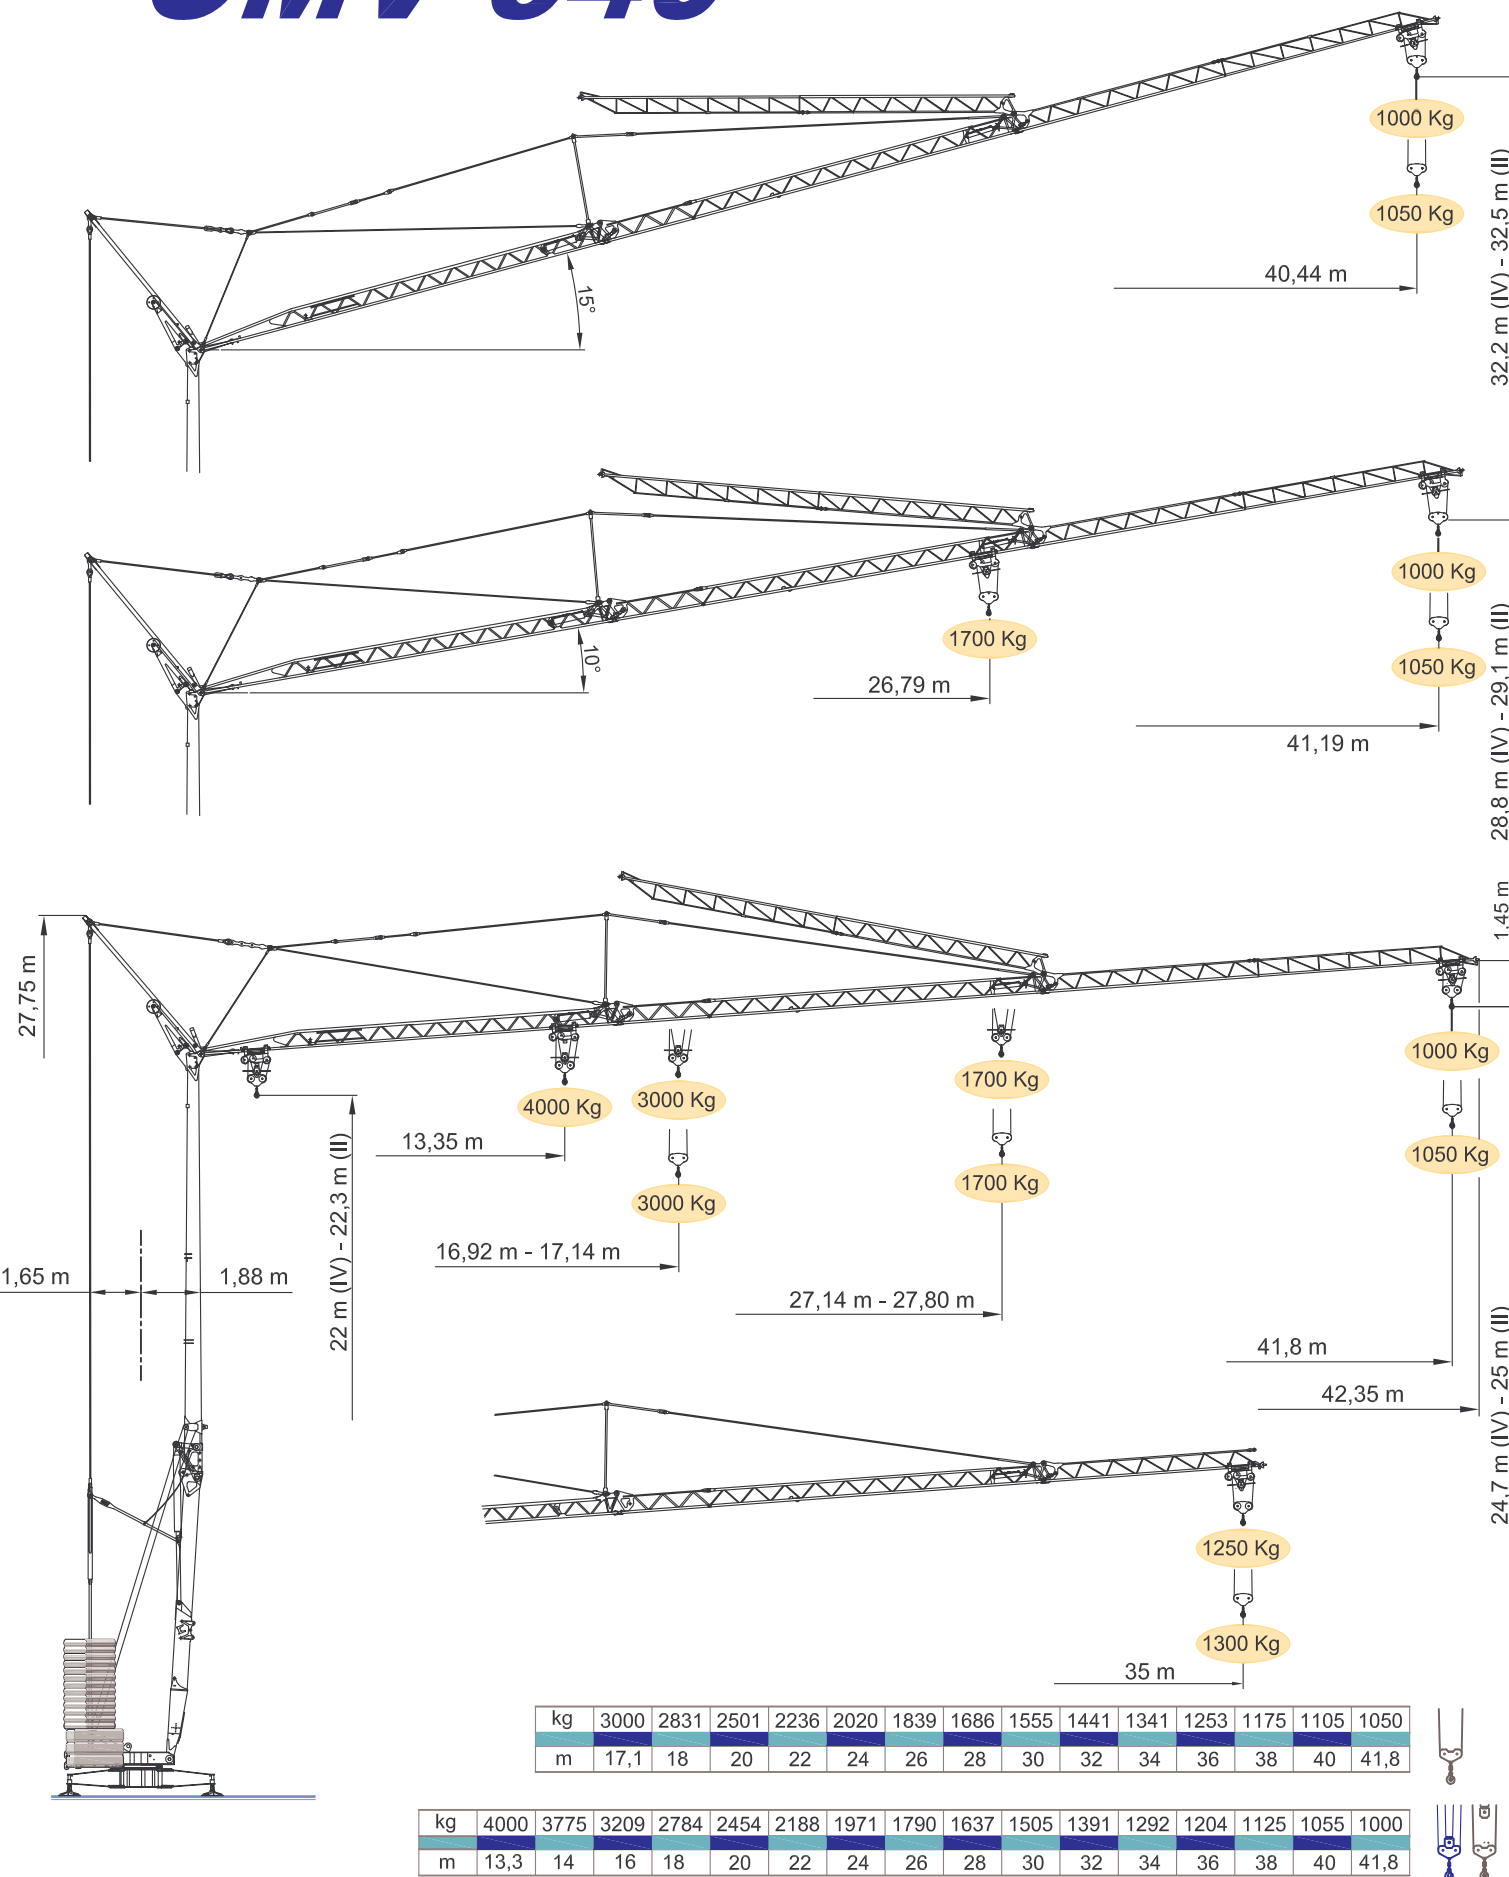 1000 Kg
1050 Kg
40,44 m
32,2 m (IV) - 32,5 m (II)
15°
1000 Kg
1700 Kg
1050 Kg
26,79 m
41,19 m
28,8 m (IV) - 29,1 m (II)
10°
1,45 m
27,75 m
1000 Kg
4000 Kg
3000 Kg
1700 Kg
13,35 m
1050 Kg
3000 Kg
1700 Kg
22 m (IV) - 22,3 m (II)
16,92 m - 17,14 m
1,65 m
1,88 m
27,14 m - 27,80 m
41,8 m
42,35 m
24,7 m (IV) - 25 m (II)
1250 Kg
1300 Kg
35 m
kg 3000 2831 2501 2236 2020 1839 1686 1555 1441 1341 1253 1175 1105 1050
m 17,1 18 20 22 24 26 28 30 32 34 36 38 40 41,8
kg 4000 3775 3209 2784 2454 2188 1971 1790 1637 1505 1391 1292 1204 1125 1055 1000
m 13,3 14 16 18 20 22 24 26 28 30 32 34 36 38 40 41,8